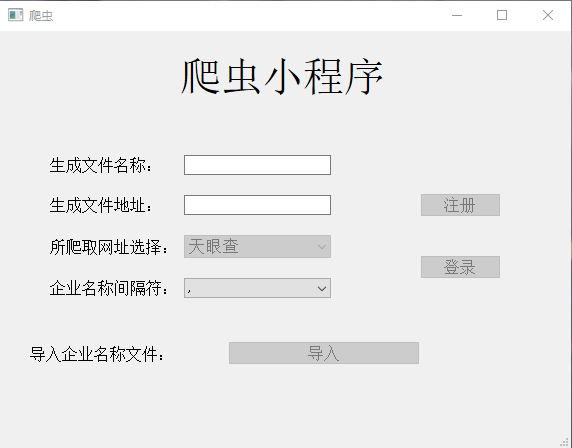 爬虫
爬虫小程序
生成文件名称：
生成文件地址：
注册
所爬取网址选择：
天眼查
登录
企业名称间隔符：
,
导入企业名称文件：
导入